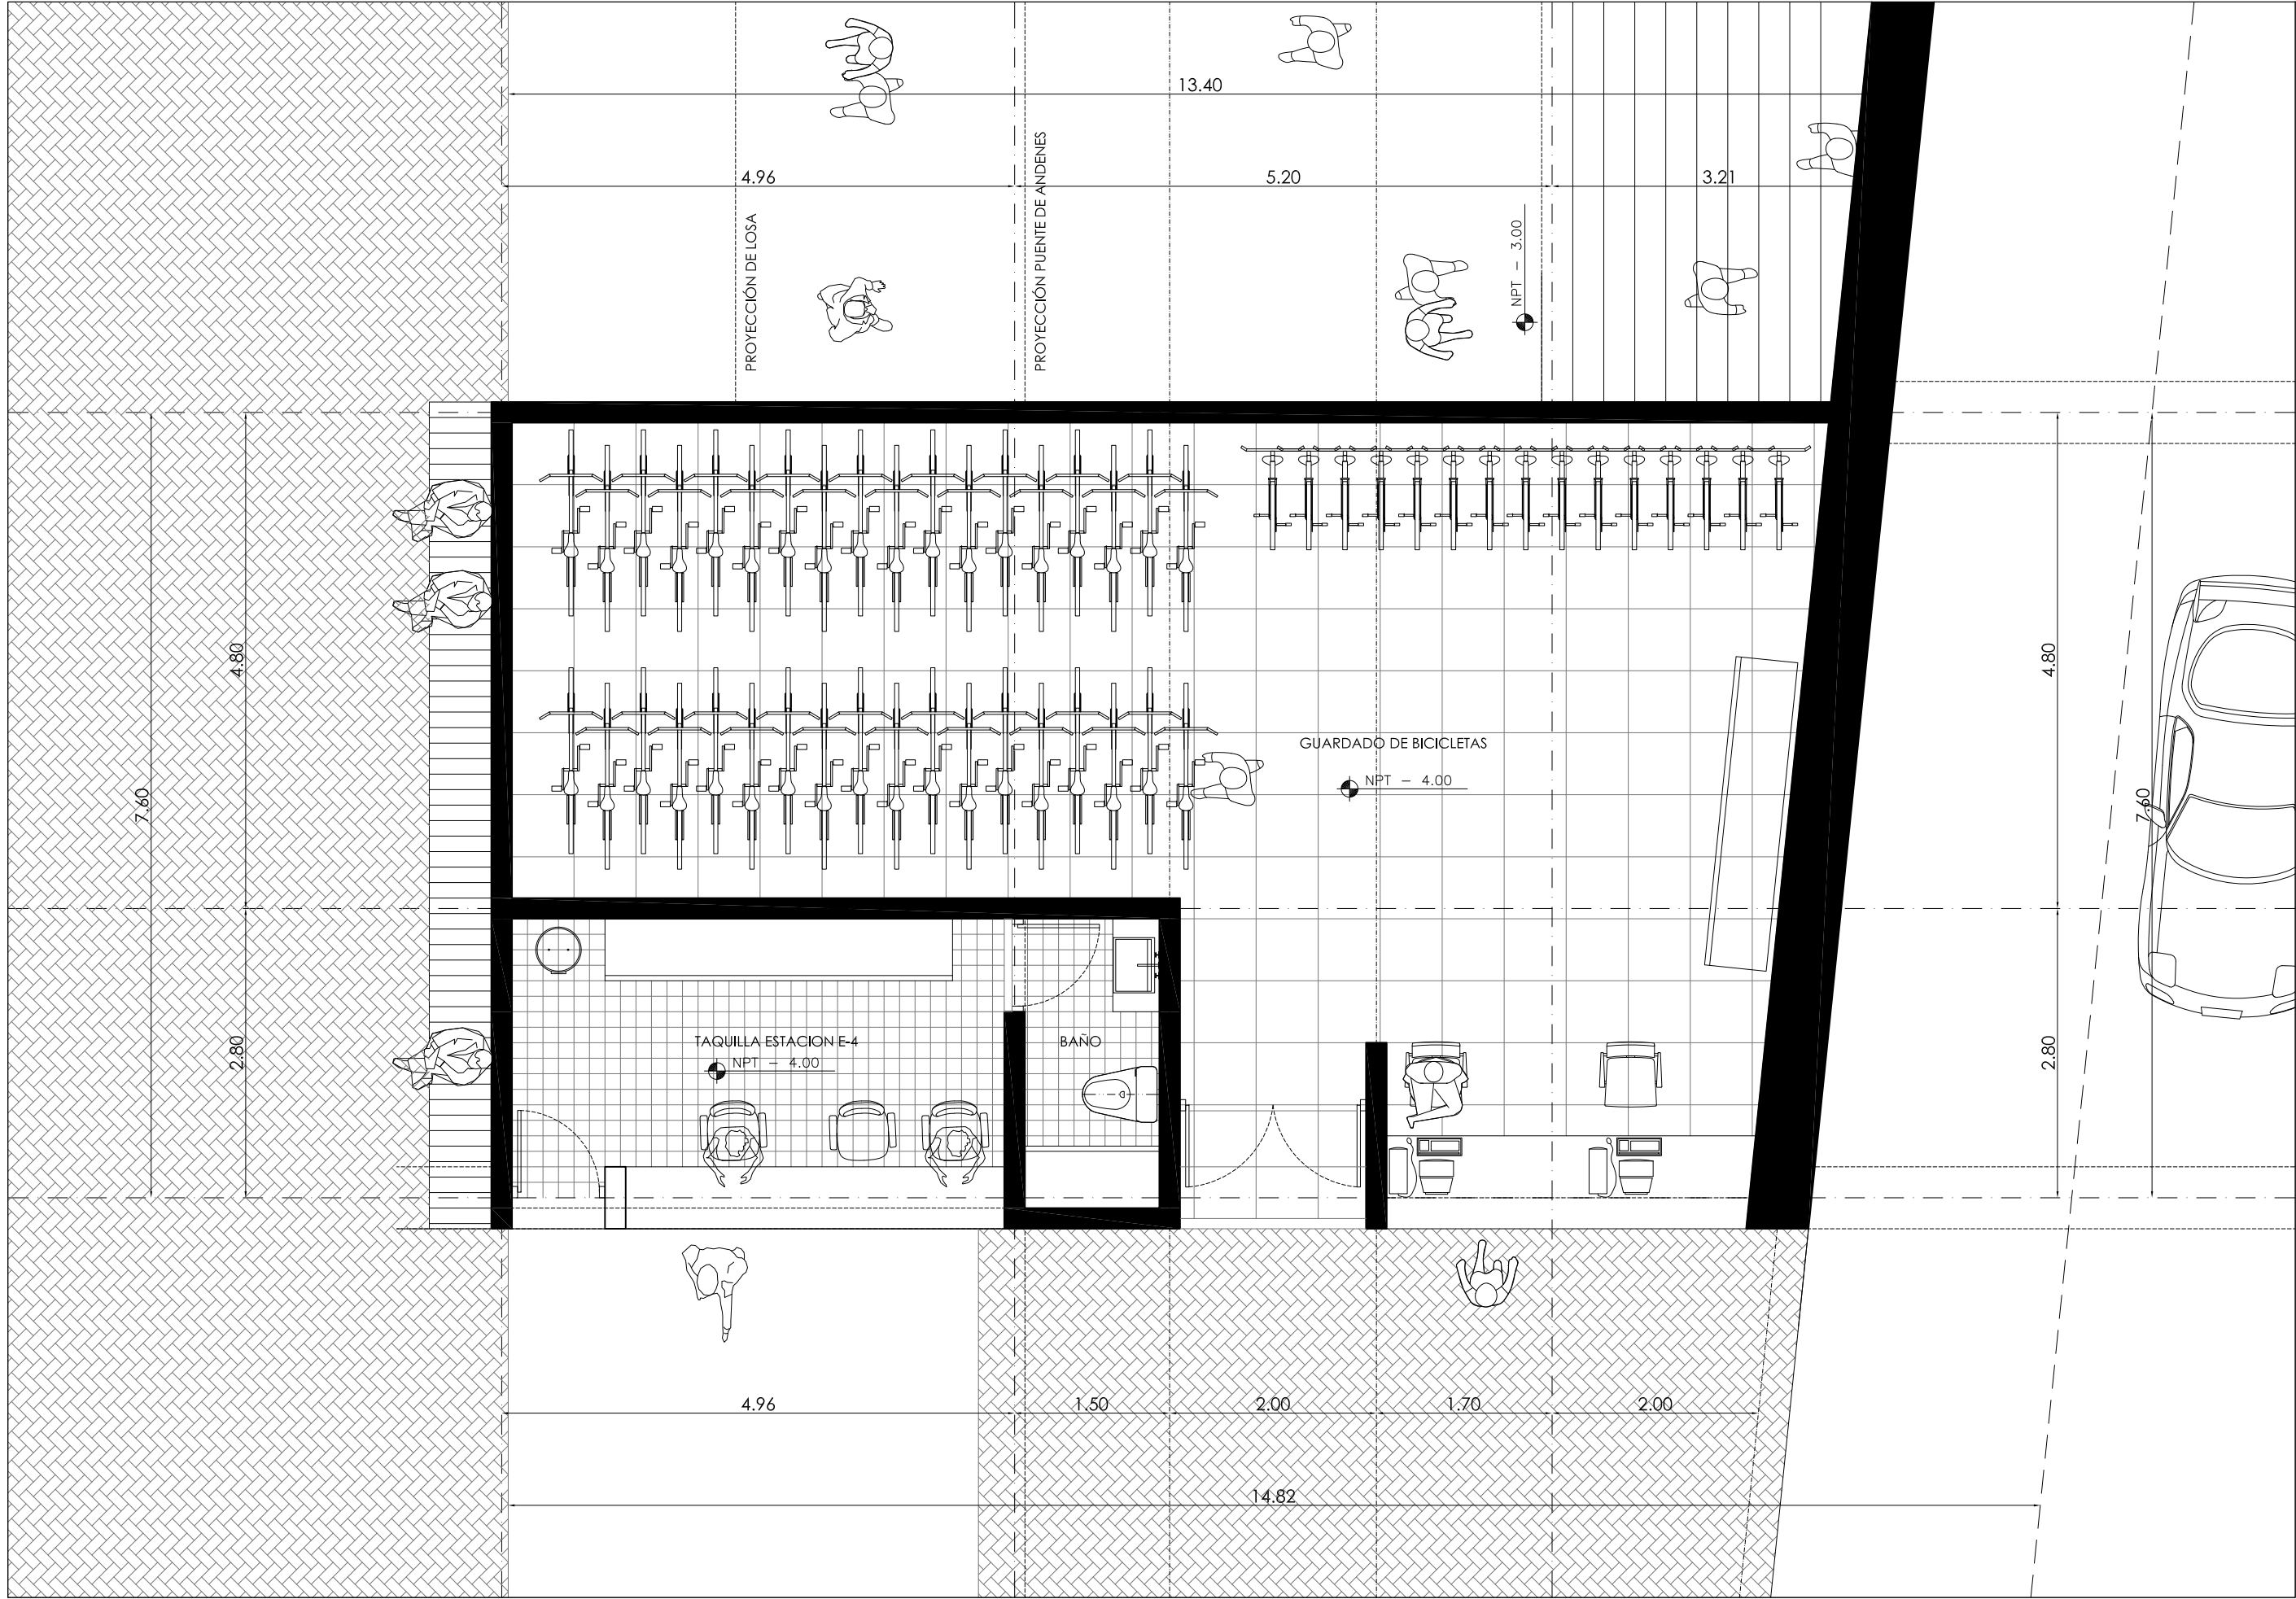 13.40
4.96
5.20
3.21
PROYECCIÓN DE LOSA
PROYECCIÓN PUENTE DE ANDENES
NPT - 3.00
4.80
7.60
2.80
GUARDADO DE BICICLETAS
NPT - 4.00
4.80
7.60
2.80
TAQUILLA ESTACION E-4
NPT - 4.00
BAÑO
4.96
1.50
2.00
1.70
2.00
14.82